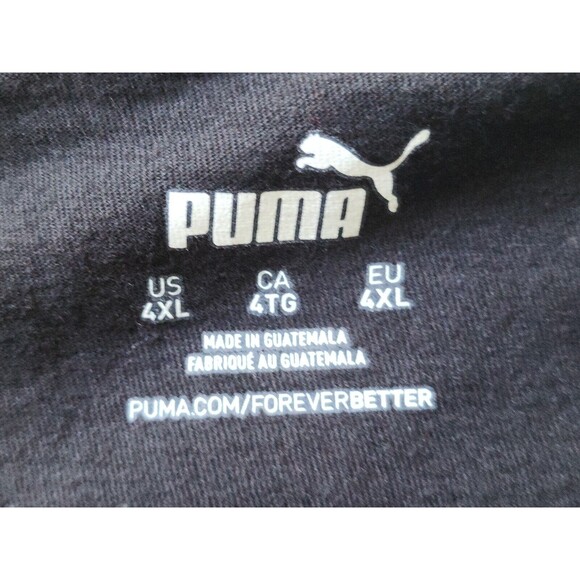 PUMA
US CA EU
4XL 4TG 4XL
MADE IN GUATEMALA
FABRIQUÉ AU GUATEMALA
PUMA.COM/FOREVERBETTER